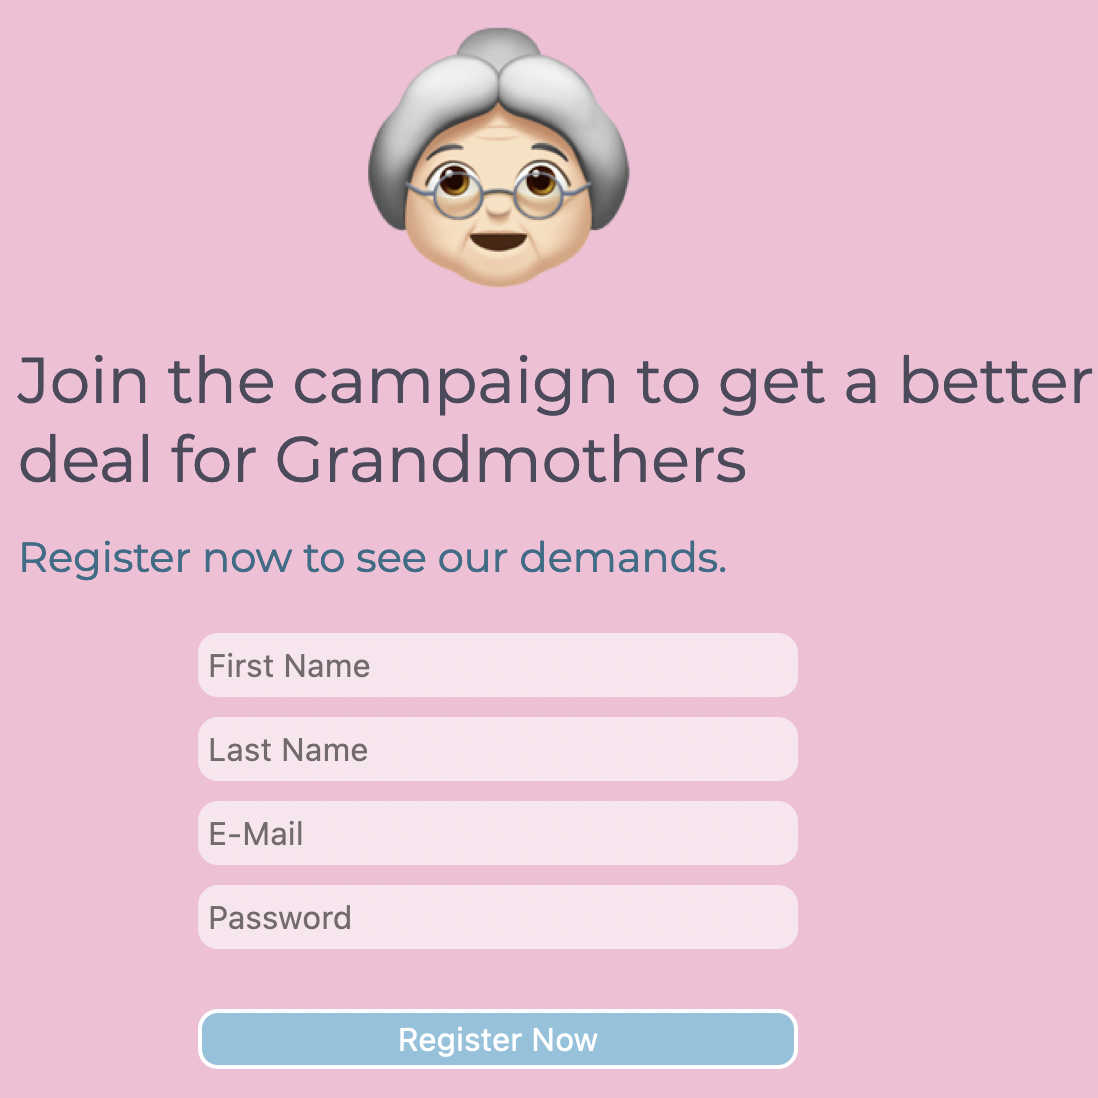 Join the campaign to get a better
deal for Grandmothers
Register now to see our demands.
First Name
Last Name
E-Mail
Password
Register Now